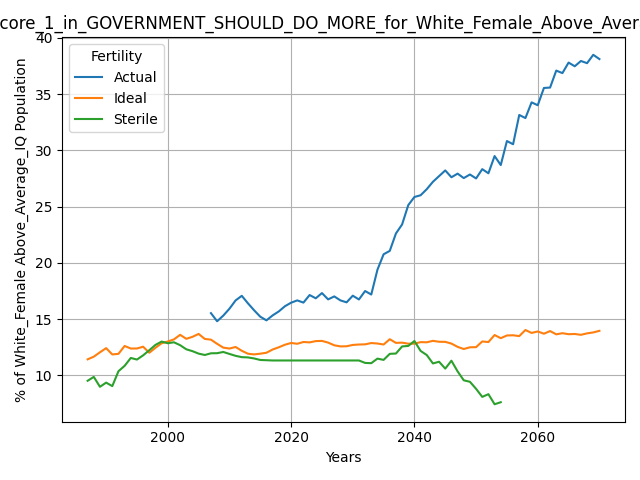 core_1_in_GOVERNMENT_SHOULD_DO_MORE_for_White_Female_Above_Aver
40
35
30
25
20
15
10
% of White_Female Above_Average_IQ Population
Fertility
Actual
Ideal
Sterile
2000
2020
2040
2060
Years